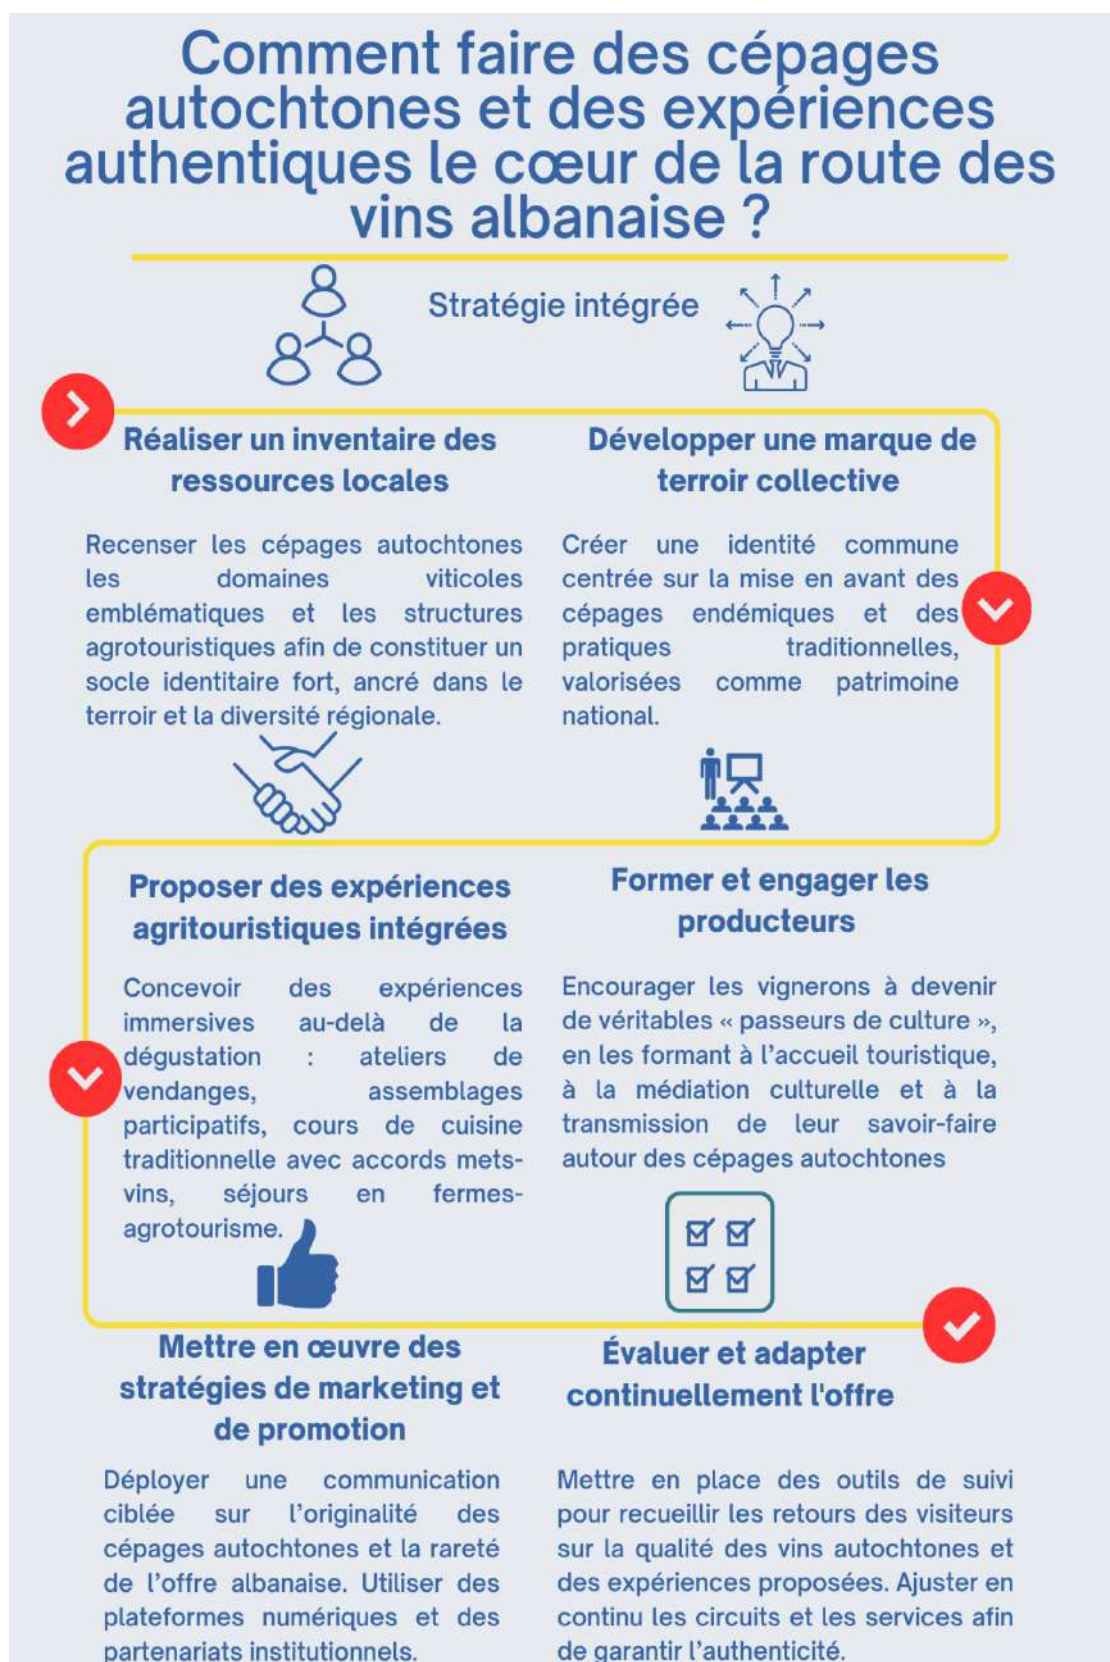 Comment faire des cépages
autochtones et des expériences
authentiques le cœur de la route des
vins albanaise ?
Stratégie intégrée
Réaliser un inventaire des
ressources locales
Recenser les cépages autochtones
les domaines viticoles
emblématiques et les structures
agrotouristiques afin de constituer un
socle identitaire fort, ancré dans le
terroir et la diversité régionale.
Développer une marque de
terroir collective
Créer une identité commune
centrée sur la mise en avant des
cépages endémiques et des
pratiques traditionnelles,
valorisées comme patrimoine
national.
Proposer des expériences
agritouristiques intégrées
Concevoir des expériences
immersives au-delà de la
dégustation : ateliers de
vendanges, assemblages
participatifs, cours de cuisine
traditionnelle avec accords mets-
vins, séjours en fermes-
agrotourisme.
Former et engager les
producteurs
Encourager les vignerons à devenir
de véritables « passeurs de culture »,
en les formant à l'accueil touristique,
à la médiation culturelle et à la
transmission de leur savoir-faire
autour des cépages autochtones
Mettre en œuvre des
stratégies de marketing et
de promotion
Déployer une communication
ciblée sur l'originalité des
cépages autochtones et la rareté
de l'offre albanaise. Utiliser des
plateformes numériques et des
partenariats institutionnels.
Évaluer et adapter
continuellement l'offre
Mettre en place des outils de suivi
pour recueillir les retours des visiteurs
sur la qualité des vins autochtones et
des expériences proposées. Ajuster en
continu les circuits et les services afin
de garantir l'authenticité.